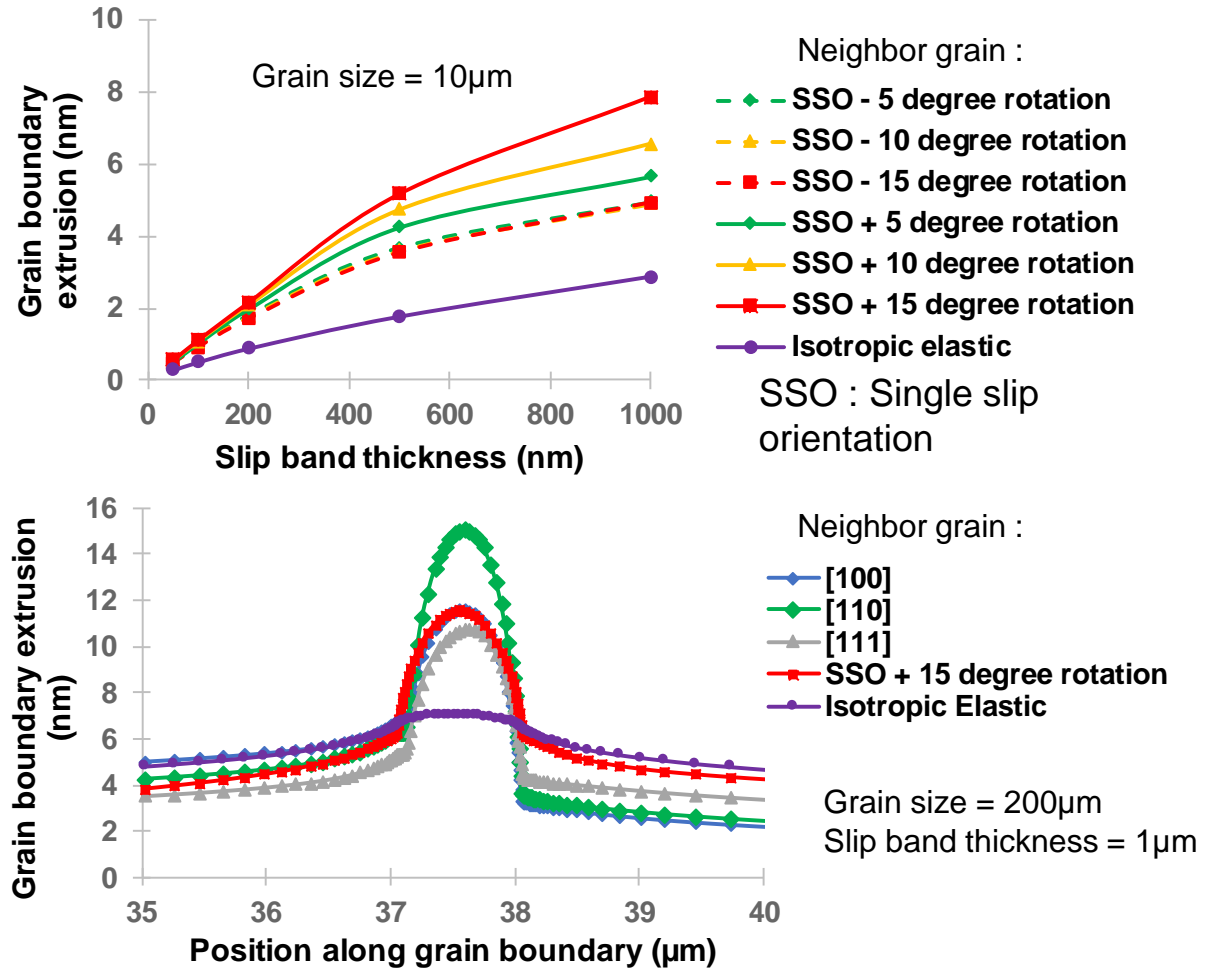 10
8
6
4
2
0
Grain boundary
extrusion (nm)
Grain size = 10µm
0 200 400 600 800 1000
Slip band thickness (nm)
Neighbor grain :
SSO - 5 degree rotation
SSO - 10 degree rotation
SSO - 15 degree rotation
SSO + 5 degree rotation
SSO + 10 degree rotation
SSO + 15 degree rotation
Isotropic elastic
SSO : Single slip
orientation
16
14
12
10
8
6
4
2
0
Grain boundary extrusion
(nm)
35 36 37 38 39 40
Position along grain boundary (µm)
Neighbor grain :
[100]
[110]
[111]
SSO + 15 degree rotation
Isotropic Elastic
Grain size = 200µm
Slip band thickness = 1µm